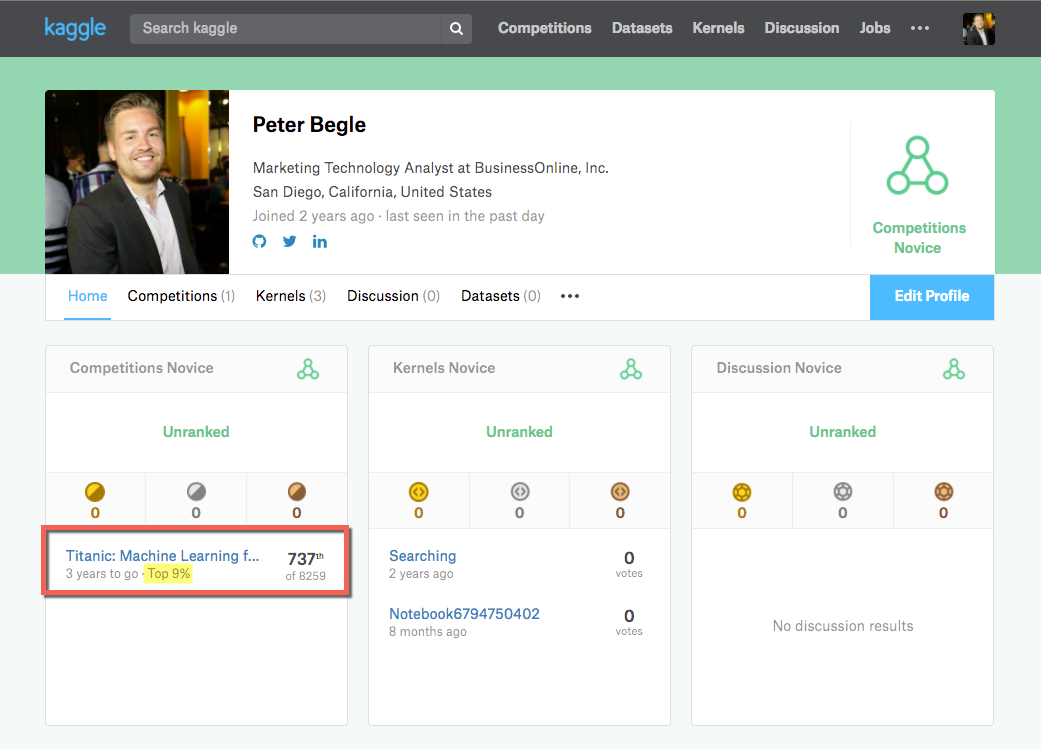 kaggle Search kaggle Competitions Datasets Kernels Discussion Jobs •••
Peter Begle
Marketing Technology Analyst at BusinessOnline, Inc.
San Diego, California, United States
Joined 2 years ago · last seen in the past day
Competitions
Novice
Home Competitions (1) Kernels (3) Discussion (0) Datasets (0) •••
Edit Profile
Competitions Novice
Unranked
0 0 0
Titanic: Machine Learning f...
3 years to go · Top 9%
737th
of 8259
Kernels Novice
Unranked
0 0 0
Searching
2 years ago
0
votes
Notebook6794750402
8 months ago
0
votes
Discussion Novice
Unranked
0 0 0
No discussion results